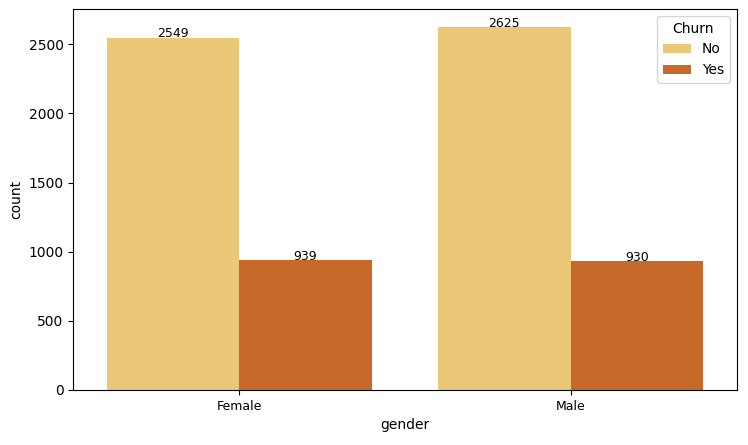 Churn
No
Yes
2549
2625
939
930
2500
2000
1500
1000
500
0
count
Female
Male
gender